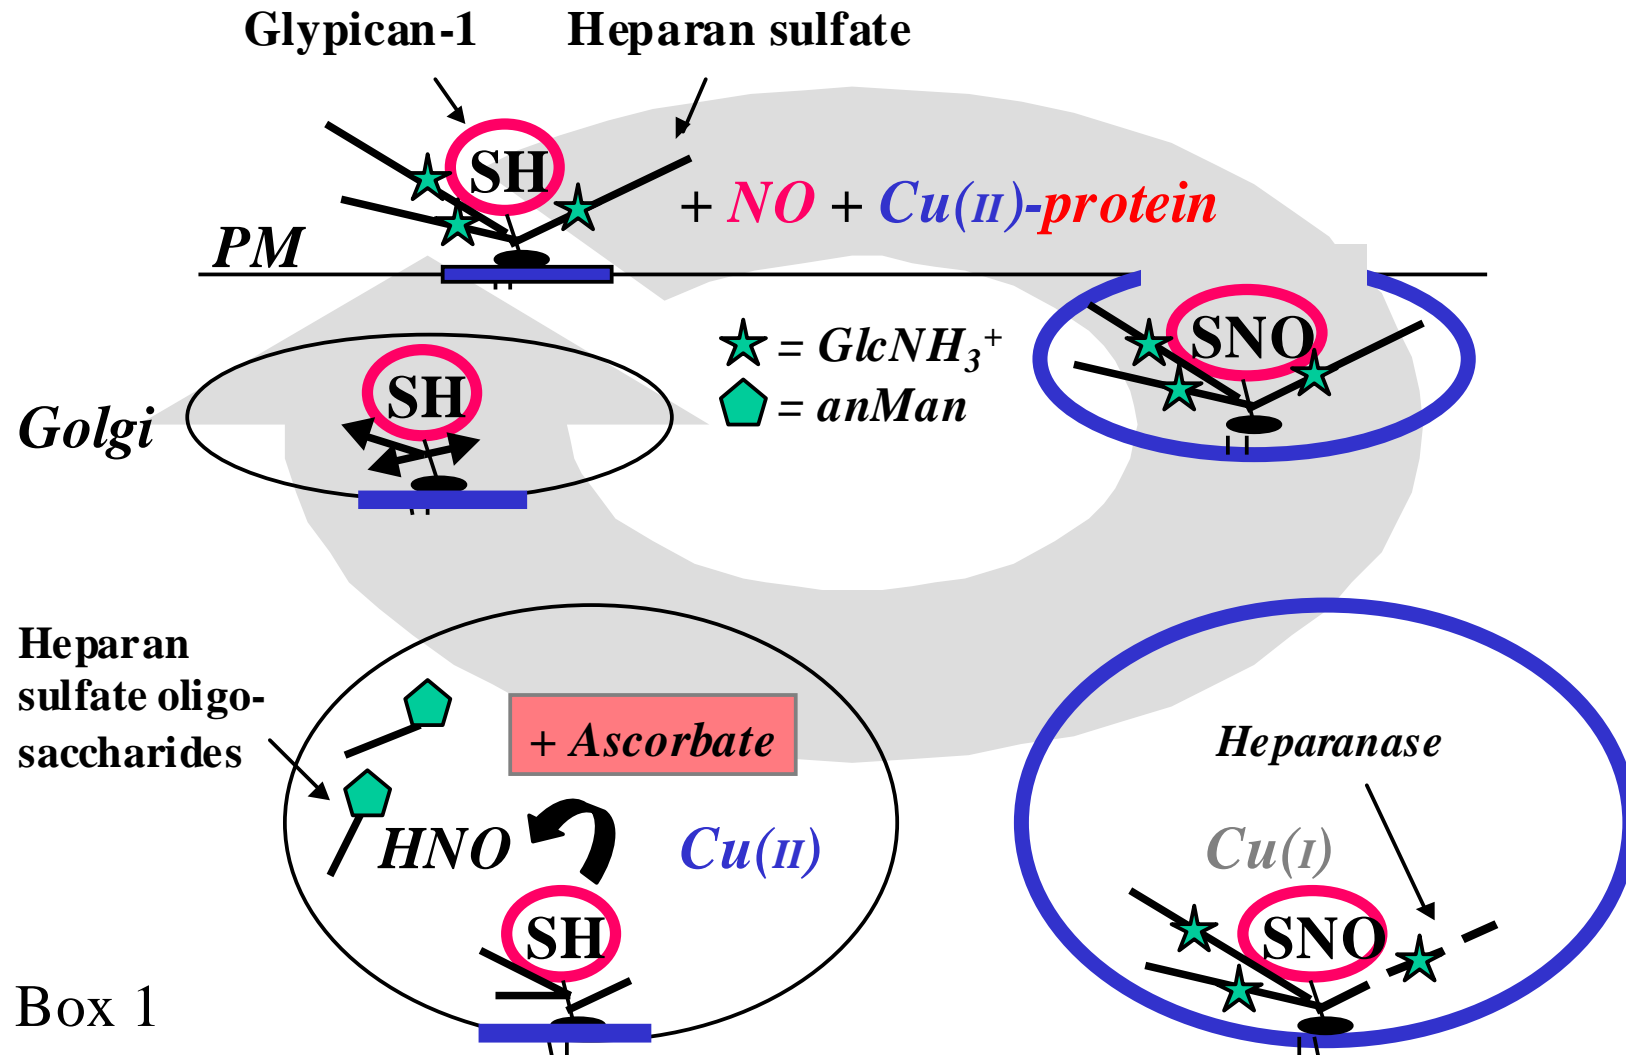 Glypican-1
Heparan sulfate
SH
+ NO + Cu(II)-protein
PM
SNO
= GlcNH₃⁺
= anMan
SH
Golgi
Heparan
sulfate oligo-
saccharides
+ Ascorbate
HNO
Cu(II)
SH
Heparanase
Cu(I)
SNO
Box 1